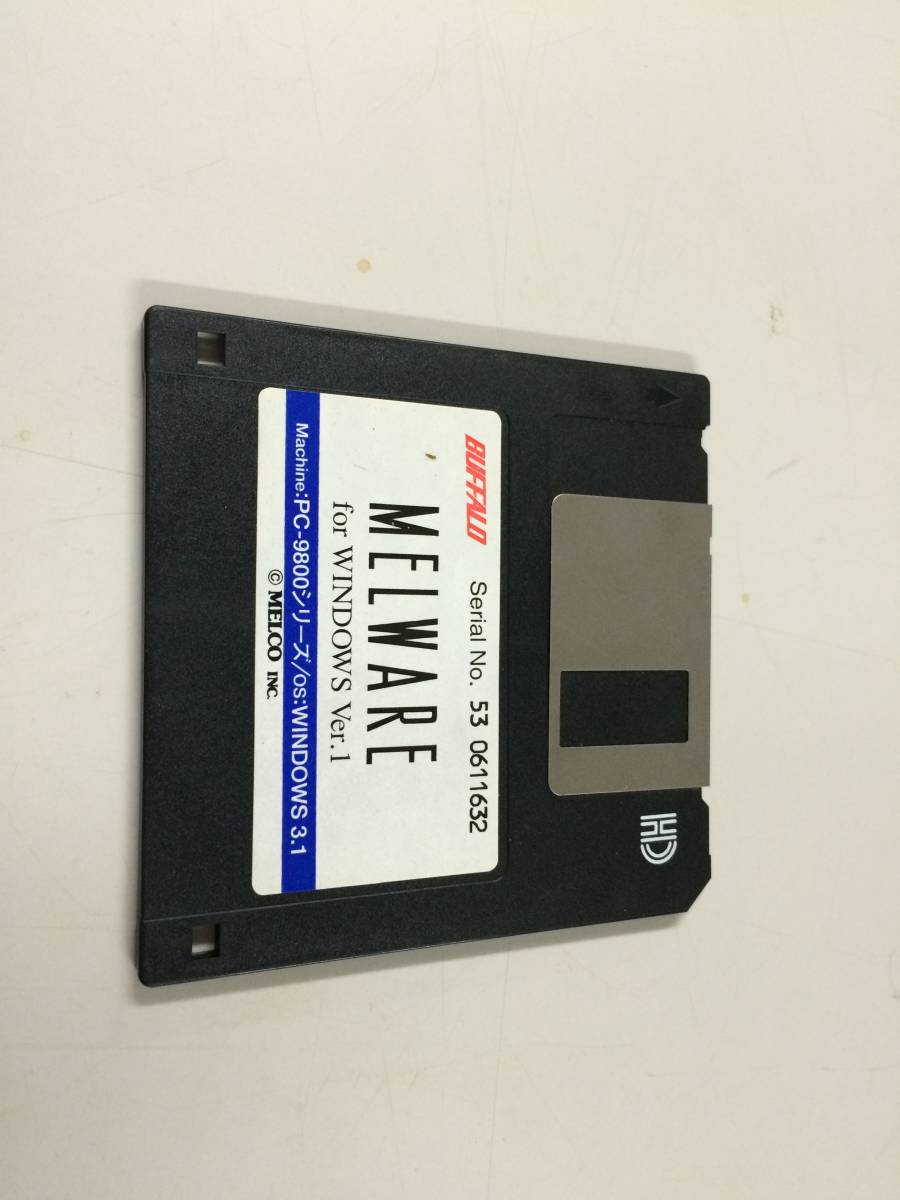 BUFFALO Serial No. 53 0611632
MELWARE
for WINDOWS Ver.1
Machine:PC-9800シリーズ/OS:WINDOWS 3.1
© MELCO INC.
HD